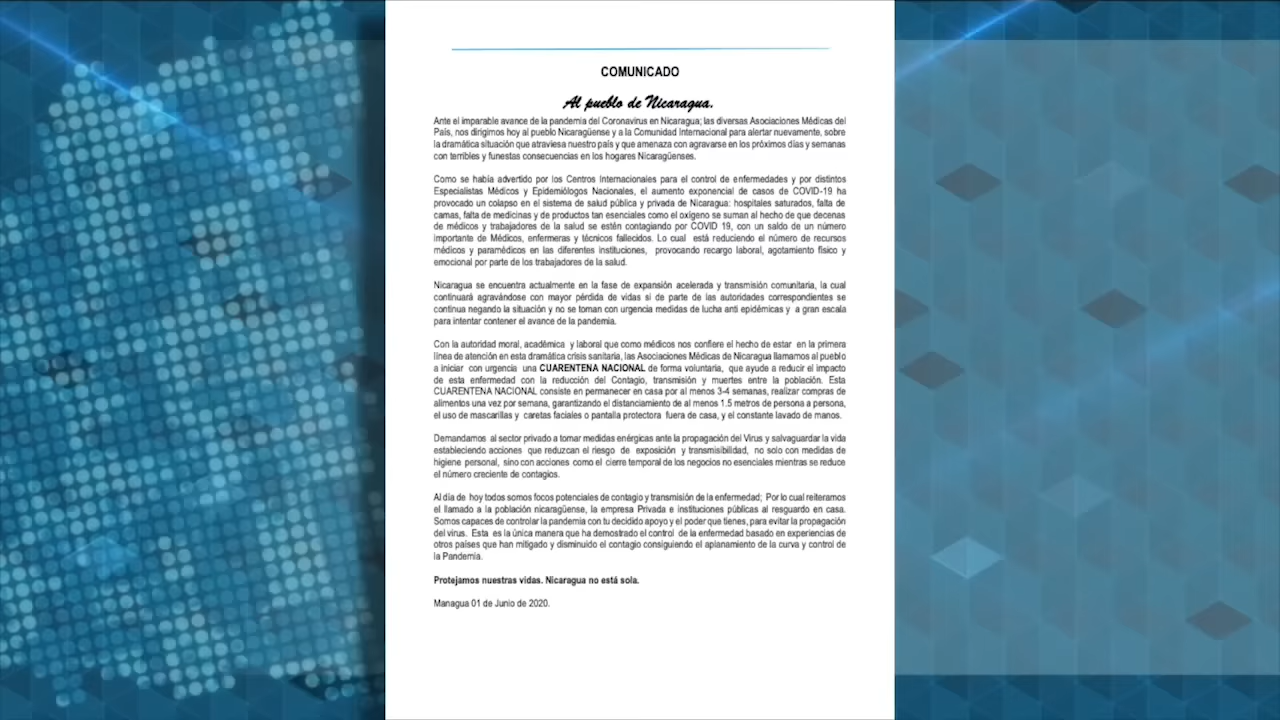 COMUNICADO
Al pueblo de Nicaragua.
Ante el imparable avance de la pandemia del Coronavirus en Nicaragua; las diversas Asociaciones Médicas del
País, nos dirigimos hoy al pueblo Nicaragüense y a la Comunidad Internacional para alertar nuevamente, sobre
la dramática situación que atraviesa nuestro país y que amenaza con agravarse en los próximos días y semanas
con terribles y funestas consecuencias en los hogares Nicaragüenses.
Como se había advertido por los Centros Internacionales para el control de enfermedades y por distintos
Especialistas Médicos y Epidemiólogos Nacionales, el aumento exponencial de casos de COVID-19 ha
provocado un colapso en el sistema de salud pública y privada de Nicaragua: hospitales saturados, falta de
camas, falta de medicinas y de productos tan esenciales como el oxígeno se suman al hecho de que decenas
de médicos y trabajadores de la salud se estén contagiando por COVID 19, con un saldo de un número
importante de Médicos, enfermeras y técnicos fallecidos. Lo cual está reduciendo el número de recursos
médicos y paramédicos en las diferentes instituciones, provocando recargo laboral, agotamiento físico y
emocional por parte de los trabajadores de la salud.
Nicaragua se encuentra actualmente en la fase de expansión acelerada y transmisión comunitaria, la cual
continuará agravándose con mayor pérdida de vidas si de parte de las autoridades correspondientes se
continua negando la situación y no se toman con urgencia medidas de lucha anti epidémicas y a gran escala
para intentar contener el avance de la pandemia.
Con la autoridad moral, académica y laboral que como médicos nos confiere el hecho de estar en la primera
línea de atención en esta dramática crisis sanitaria, las Asociaciones Médicas de Nicaragua llamamos al pueblo
a iniciar con urgencia una CUARENTENA NACIONAL de forma voluntaria, que ayude a reducir el impacto
de esta enfermedad con la reducción del Contagio, transmisión y muertes entre la población. Esta
CUARENTENA NACIONAL consiste en permanecer en casa por al menos 3-4 semanas, realizar compras de
alimentos una vez por semana, garantizando el distanciamiento de al menos 1.5 metros de persona a persona,
el uso de mascarillas y caretas faciales o pantalla protectora fuera de casa, y el constante lavado de manos.
Demandamos al sector privado a tomar medidas enérgicas ante la propagación del Virus y salvaguardar la vida
estableciendo acciones que reduzcan el riesgo de exposición y transmisibilidad, no solo con medidas de
higiene personal, sino con acciones como el cierre temporal de los negocios no esenciales mientras se reduce
el número creciente de contagios.
Al día de hoy todos somos focos potenciales de contagio y transmisión de la enfermedad; Por lo cual reiteramos
el llamado a la población nicaragüense, la empresa Privada e instituciones públicas al resguardo en casa.
Somos capaces de controlar la pandemia con tu decidido apoyo y el poder que tienes, para evitar la propagación
del virus. Esta es la única manera que ha demostrado el control de la enfermedad basado en experiencias de
otros países que han mitigado y disminuido el contagio consiguiendo el aplanamiento de la curva y control de
la Pandemia.
Protejamos nuestras vidas. Nicaragua no está sola.
Managua 01 de Junio de 2020.